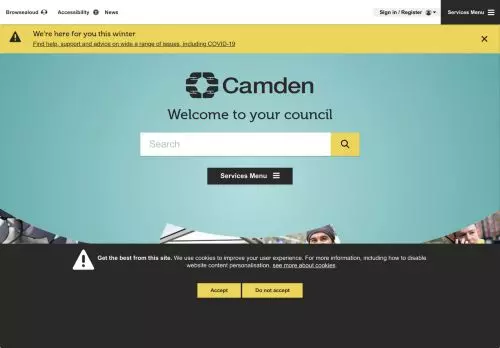 Browsealoud Accessibility News Sign in / Register Services Menu
We're here for you this winter
Find help, support and advice on wide a range of issues, including COVID-19
Camden
Welcome to your council
Search
Services Menu
Get the best from this site. We use cookies to improve your user experience. For more information, including how to disable
website content personalisation, see more about cookies.
Accept Do not accept